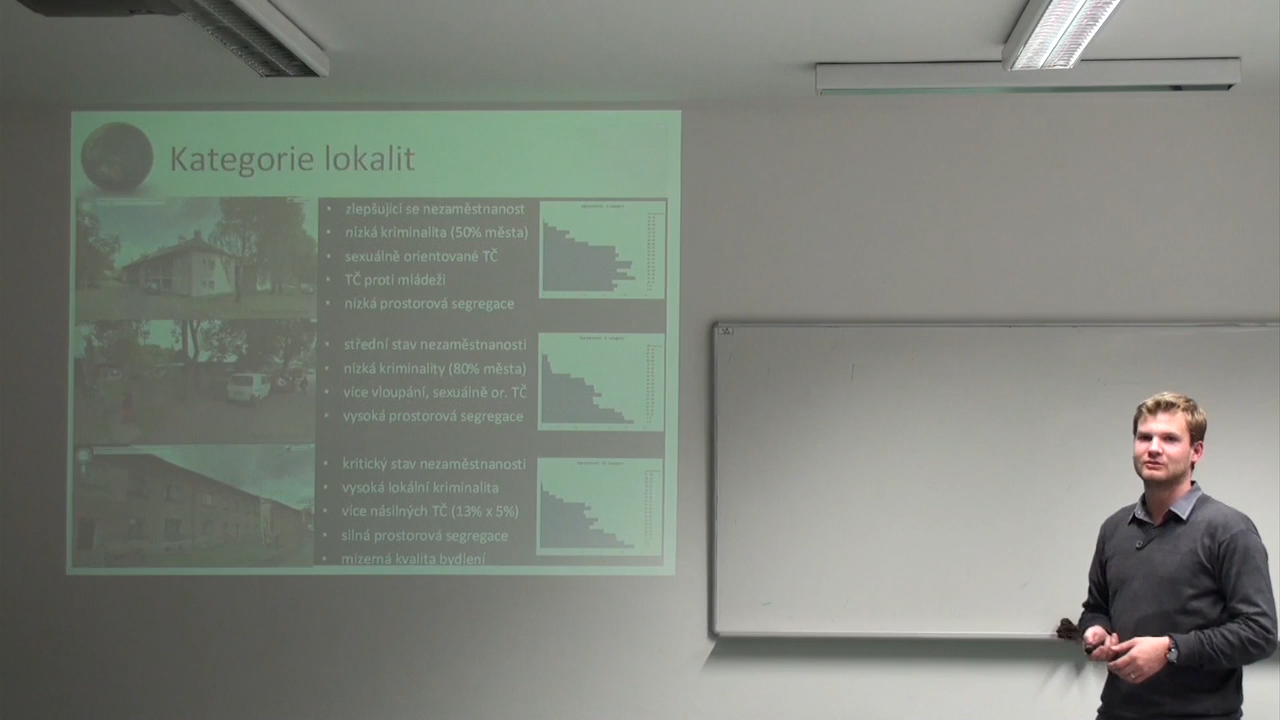 Kategorie lokalit
• zlepšující se nezaměstnanost
• nízká kriminalita (50% města)
• sexuálně orientované TČ
• TČ proti mládeži
• nízká prostorová segregace
• střední stav nezaměstnanosti
• nízká kriminality (80% města)
• více vloupání, sexuálně or. TČ
• vysoká prostorová segregace
• kritický stav nezaměstnanosti
• vysoká lokální kriminalita
• více násilných TČ (13% x 5%)
• silná prostorová segregace
• mizerná kvalita bydlení